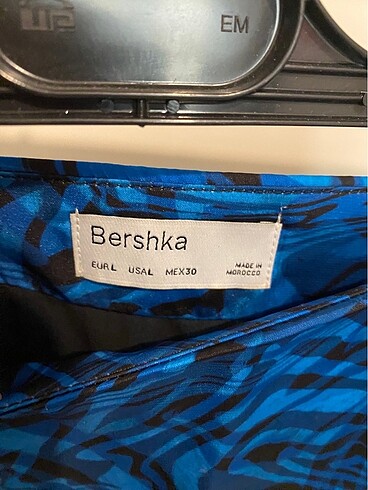 EM
Bershka
EUR L USA L MEX 30
MADE IN
MOROCCO